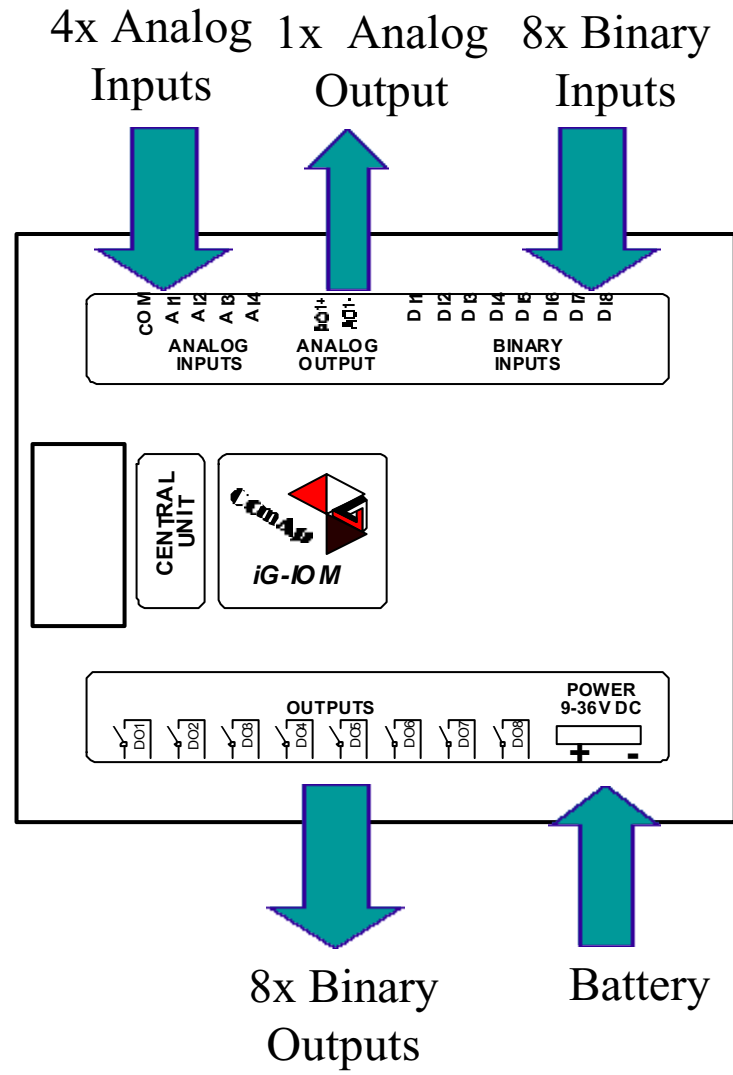 4x Analog Inputs
1x Analog Output
8x Binary Inputs
COM AI1 AI2 AI3 AI4
AO1+ AO1-
DI1 DI2 DI3 DI4 DI5 DI6 DI7 DI8
ANALOG INPUTS
ANALOG OUTPUT
BINARY INPUTS
CENTRAL UNIT
ComAp
iG-IOM
OUTPUTS
POWER
9-36V DC
DO1 DO2 DO3 DO4 DO5 DO6 DO7 DO8
+ -
8x Binary Outputs
Battery